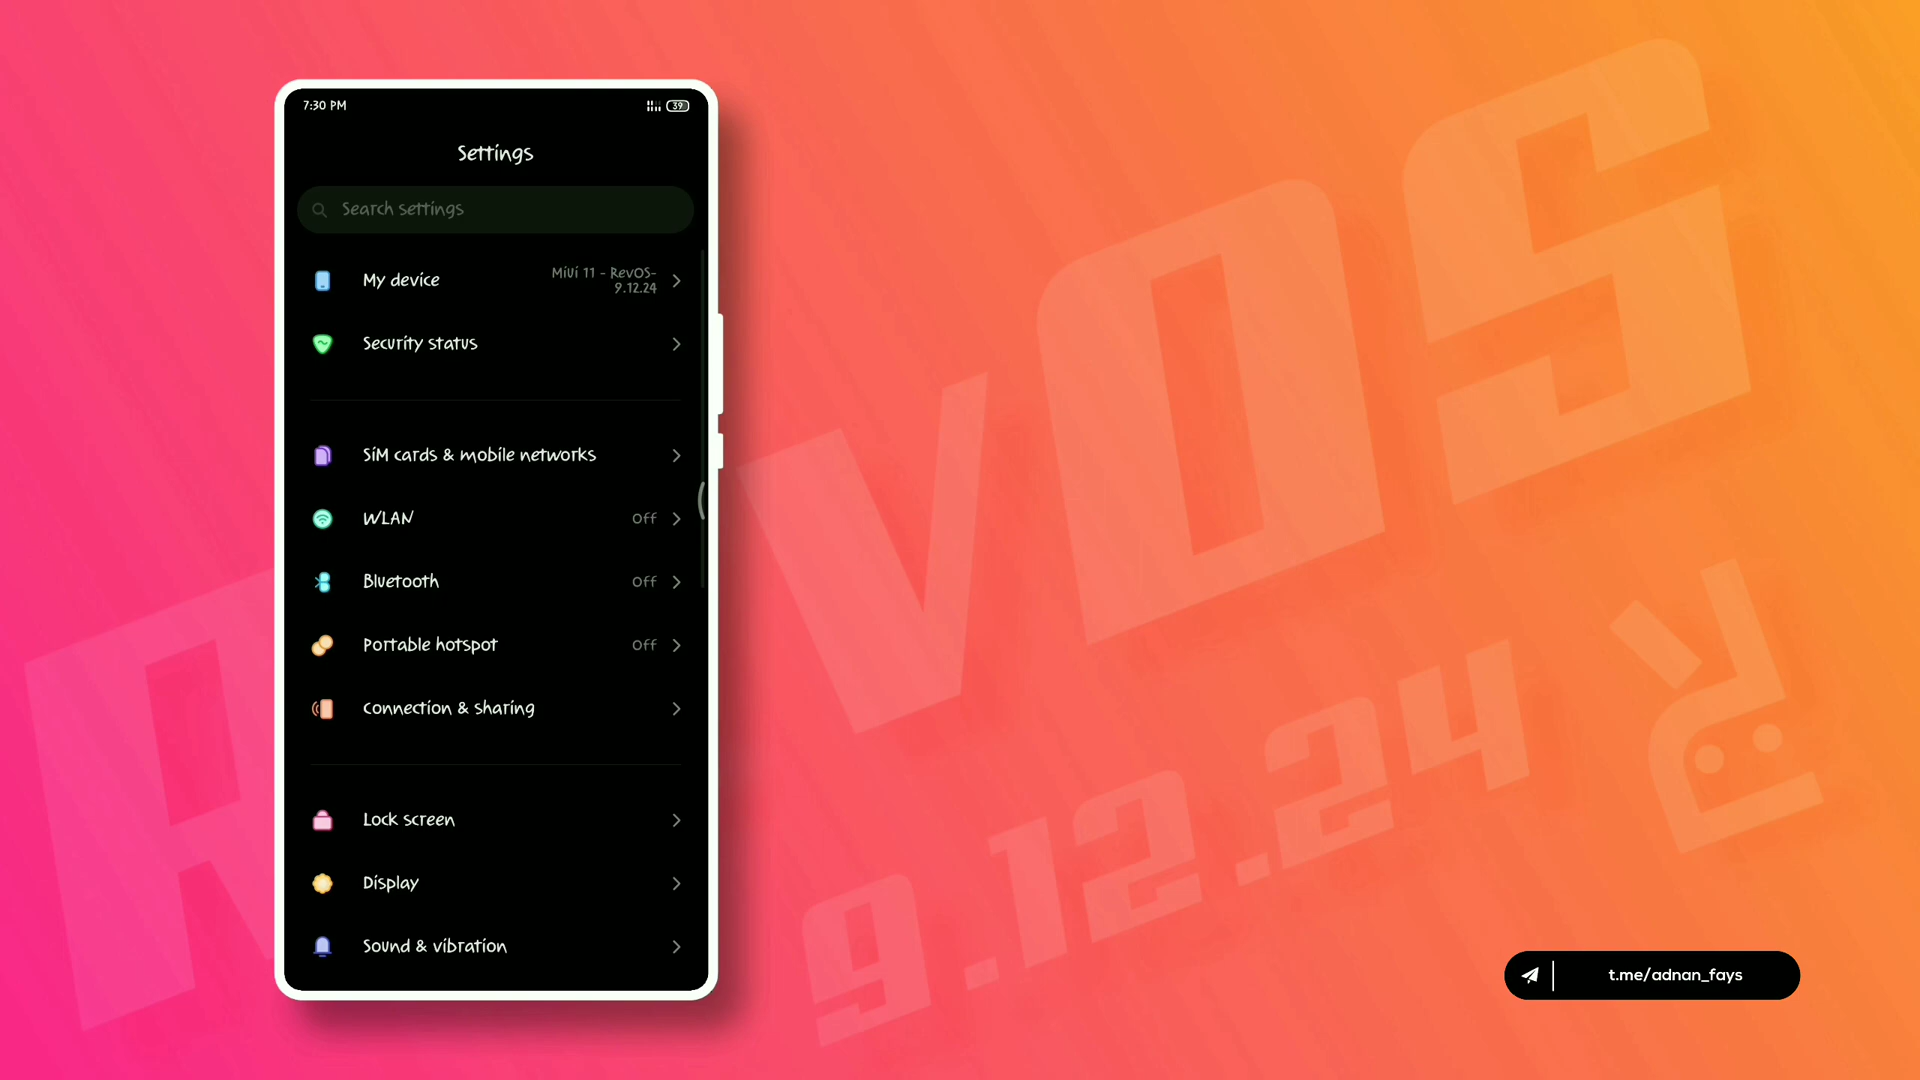 7:30 PM
39
Settings
Search settings
My device
Miui 11 - RevOS-
9.12.24
Security status
SiM cards & mobile networks
WLAN
Off
Bluetooth
Off
Portable hotspot
Off
Connection & sharing
Lock screen
Display
Sound & vibration
R vOS
9.12.24
t.me/adnan_fays